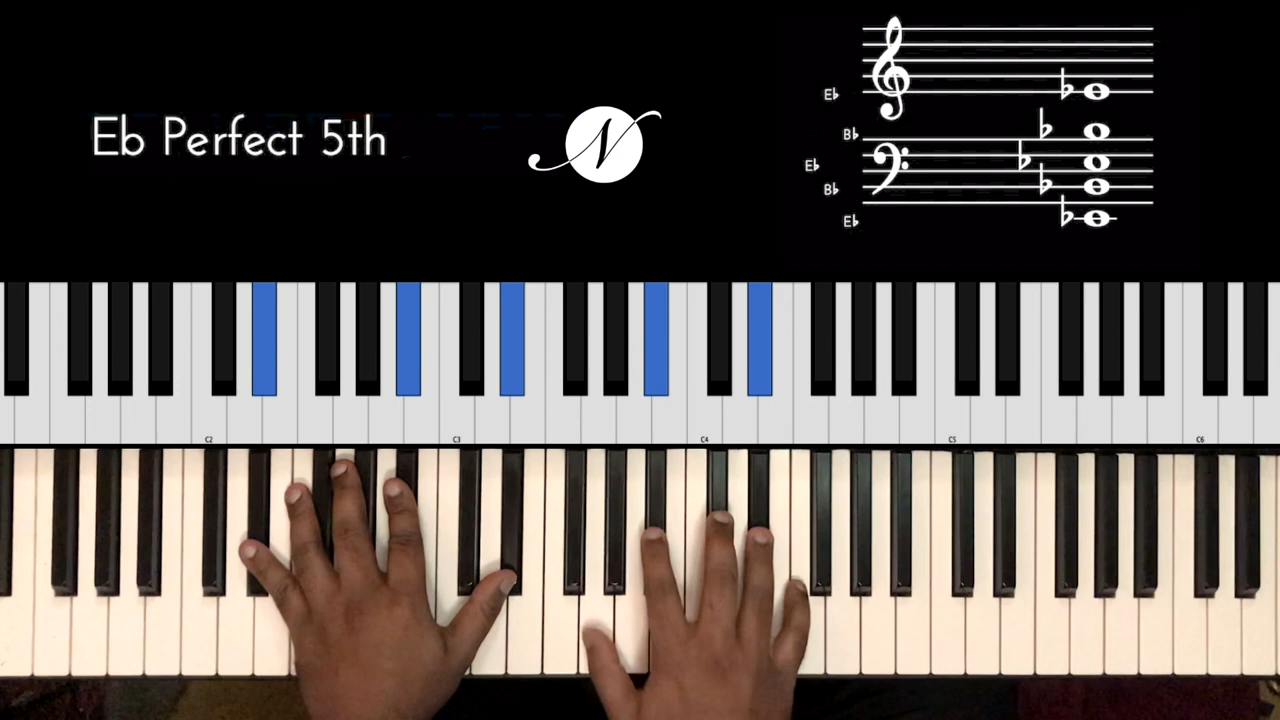 Eb Perfect 5th
N
E♭
B♭
E♭
B♭
E♭
C2 C3 C4 C5 C6